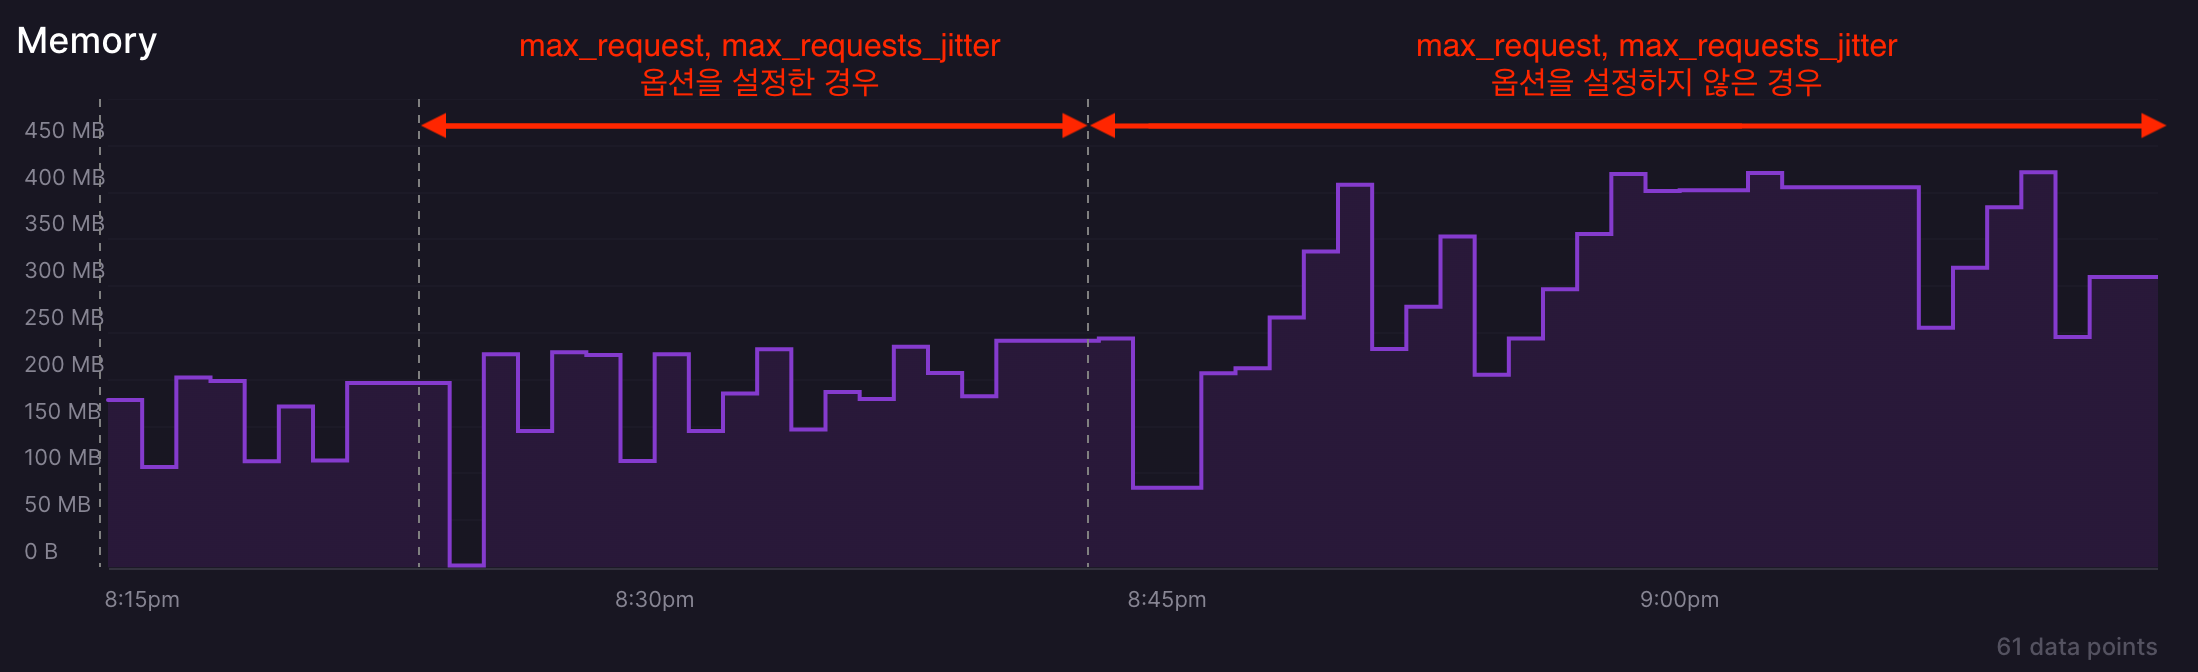 Memory
max_request, max_requests_jitter
옵션을 설정한 경우
max_request, max_requests_jitter
옵션을 설정하지 않은 경우
450 MB
400 MB
350 MB
300 MB
250 MB
200 MB
150 MB
100 MB
50 MB
0 B
8:15pm
8:30pm
8:45pm
9:00pm
61 data points